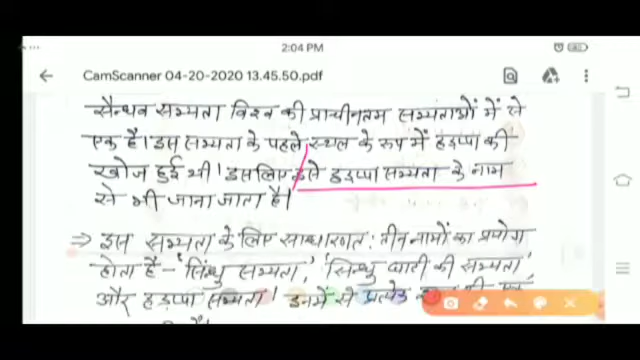 2:04 PM
CamScanner 04-20-2020 13.45.50.pdf
सैन्धव सभ्यता विश्व की प्राचीनतम सभ्यताओं में से
एक है। इस सभ्यता के पहले स्थल के रूप में हड़प्पा की
खोज हुई थी। इसलिए इसे हड़प्पा सभ्यता के नाम
से भी जाना जाता है।
⇒ इस सभ्यता के लिए साधारणत: तीन नामों का प्रयोग
होता है - 'सिंधु सभ्यता,' 'सिन्धु घाटी की सभ्यता'
और हड़प्पा सभ्यता' इनमें से प्रत्येक